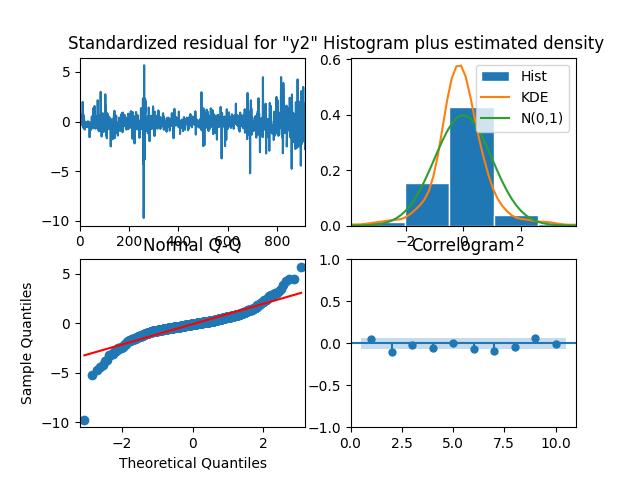 Standardized residual for "y2"
5
0
−5
−10
0 200 400 600 800
Histogram plus estimated density
0.6
0.4
0.2
0.0
−2 0 2
Hist
KDE
N(0,1)
Normal Q-Q
Sample Quantiles
5
0
−5
−10
−2 0 2
Theoretical Quantiles
Correlogram
1.0
0.5
0.0
−0.5
−1.0
0.0 2.5 5.0 7.5 10.0